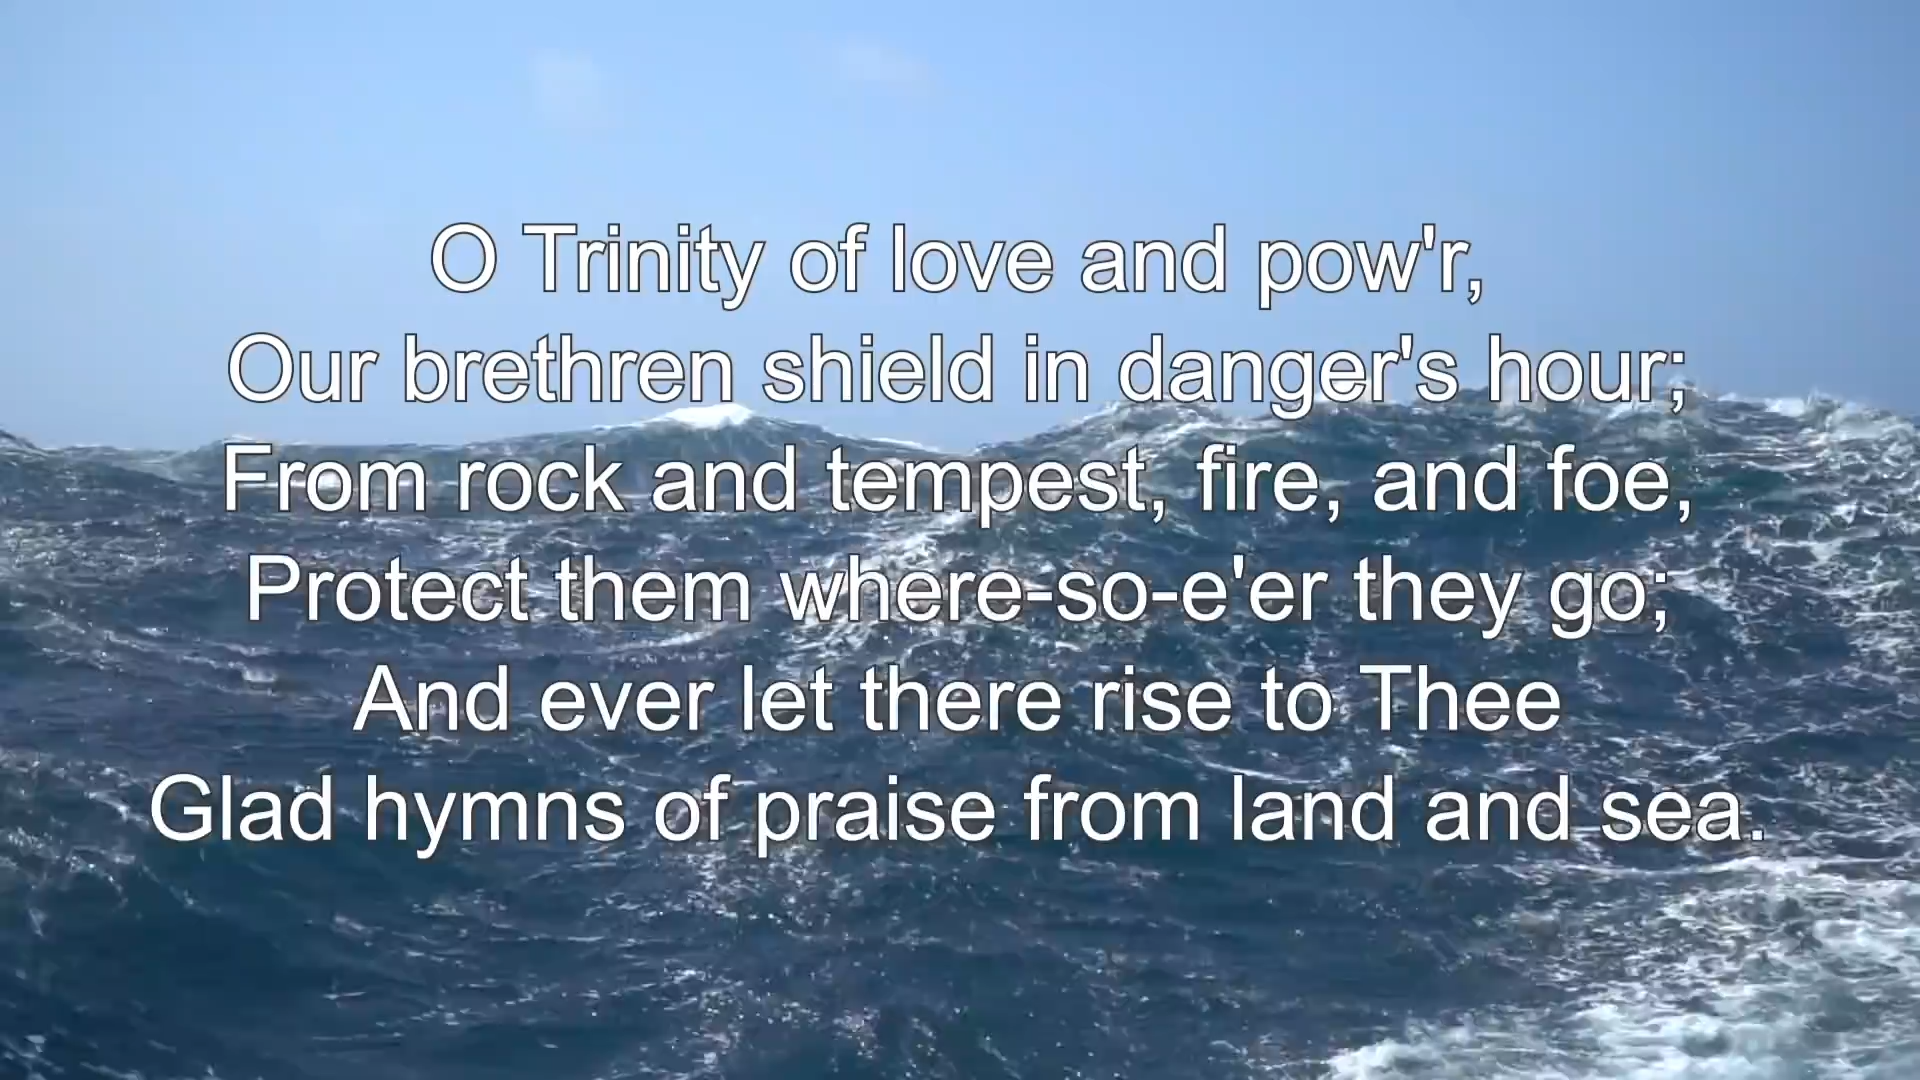 O Trinity of love and pow'r,
Our brethren shield in danger's hour;
From rock and tempest, fire, and foe,
Protect them where-so-e'er they go;
And ever let there rise to Thee
Glad hymns of praise from land and sea.